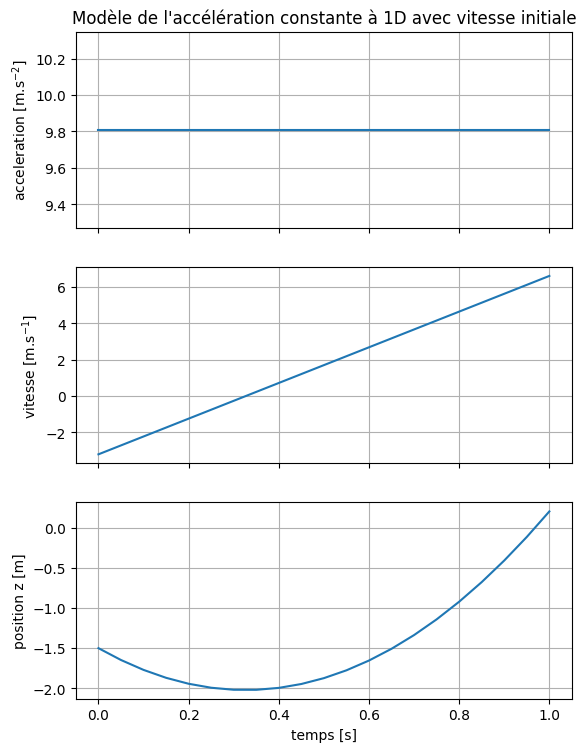 Modèle de l'accélération constante à 1D avec vitesse initiale
acceleration [m.s⁻²]
10.2
10.0
9.8
9.6
9.4
vitesse [m.s⁻¹]
6
4
2
0
−2
position z [m]
0.0
−0.5
−1.0
−1.5
−2.0
0.0 0.2 0.4 0.6 0.8 1.0
temps [s]